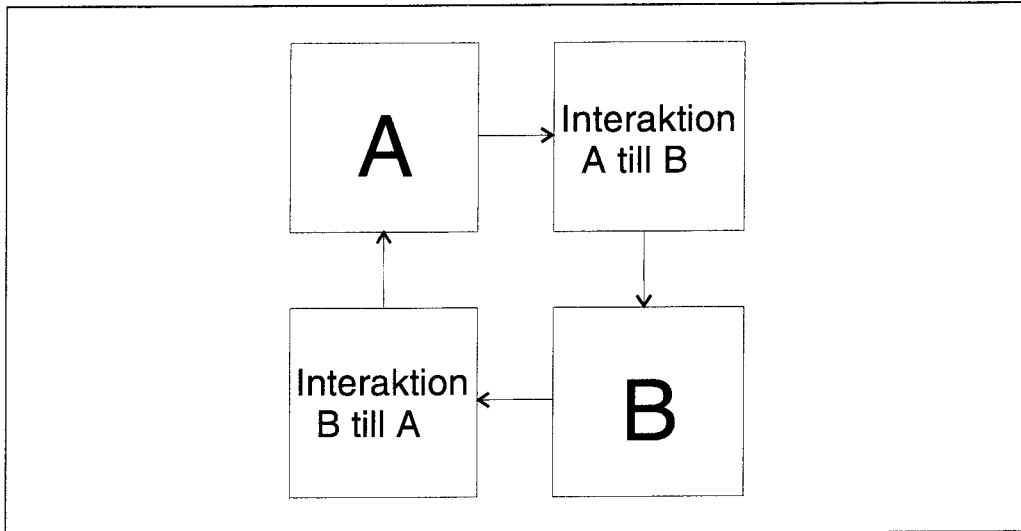 A
Interaktion
A till B
Interaktion
B till A
B